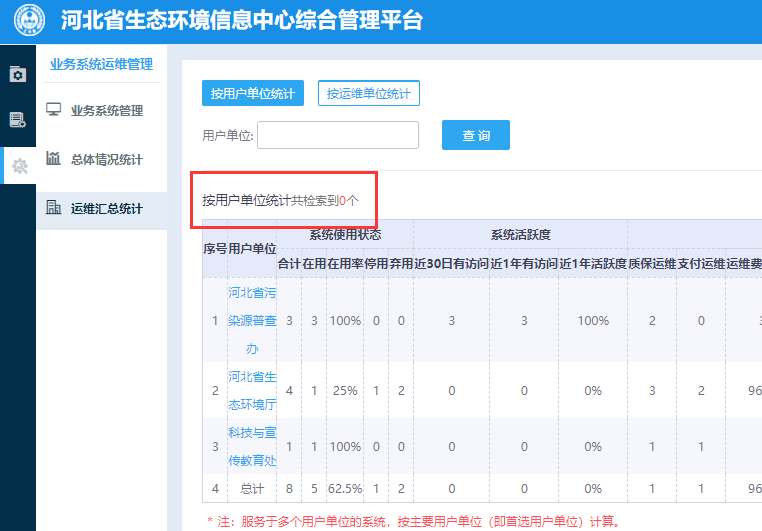 河北省生态环境信息中心综合管理平台
业务系统运维管理
业务系统管理
总体情况统计
运维汇总统计
按用户单位统计 按运维单位统计
用户单位: 查 询
按用户单位统计共检索到0个
序号 用户单位 系统使用状态 系统活跃度
合计 在用 在用率 停用 弃用 近30日有访问 近1年有访问 近1年活跃度 质保运维 支付运维 运维费
1 河北省污染源普查办 3 3 100% 0 0 3 3 100% 2 0 3
2 河北省生态环境厅 4 1 25% 1 2 0 0 0% 3 2 96
3 科技与宣传教育处 1 1 100% 0 0 0 0 0% 1 1
4 总计 8 5 62.5% 1 2 0 0 0% 1 1 96
* 注：服务于多个用户单位的系统，按主要用户单位（即首选用户单位）计算。